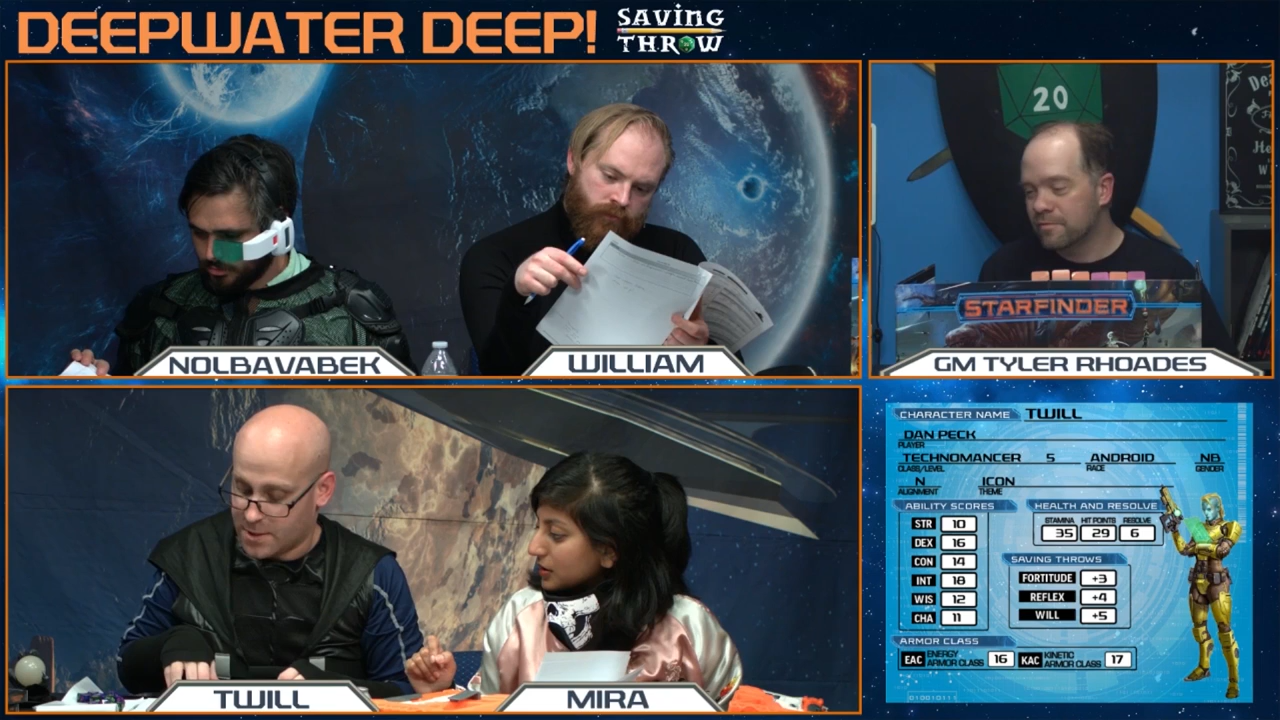 DEEPWATER DEEP!
SAVING
THROW
20
STARFINDER
NOLBAVABEK
WILLIAM
GM TYLER RHOADES
TWILL
MIRA
CHARACTER NAME TWILL
DAN PECK
PLAYER
TECHNOMANCER 5 ANDROID NB
CLASS/LEVEL RACE GENDER
N ICON
ALIGNMENT THEME
ABILITY SCORES
STR 10
DEX 16
CON 14
INT 18
WIS 12
CHA 11
HEALTH AND RESOLVE
STAMINA HIT POINTS RESOLVE
35 29 6
SAVING THROWS
FORTITUDE +3
REFLEX +4
WILL +5
ARMOR CLASS
EAC ENERGY ARMOR CLASS 16 KAC KINETIC ARMOR CLASS 17